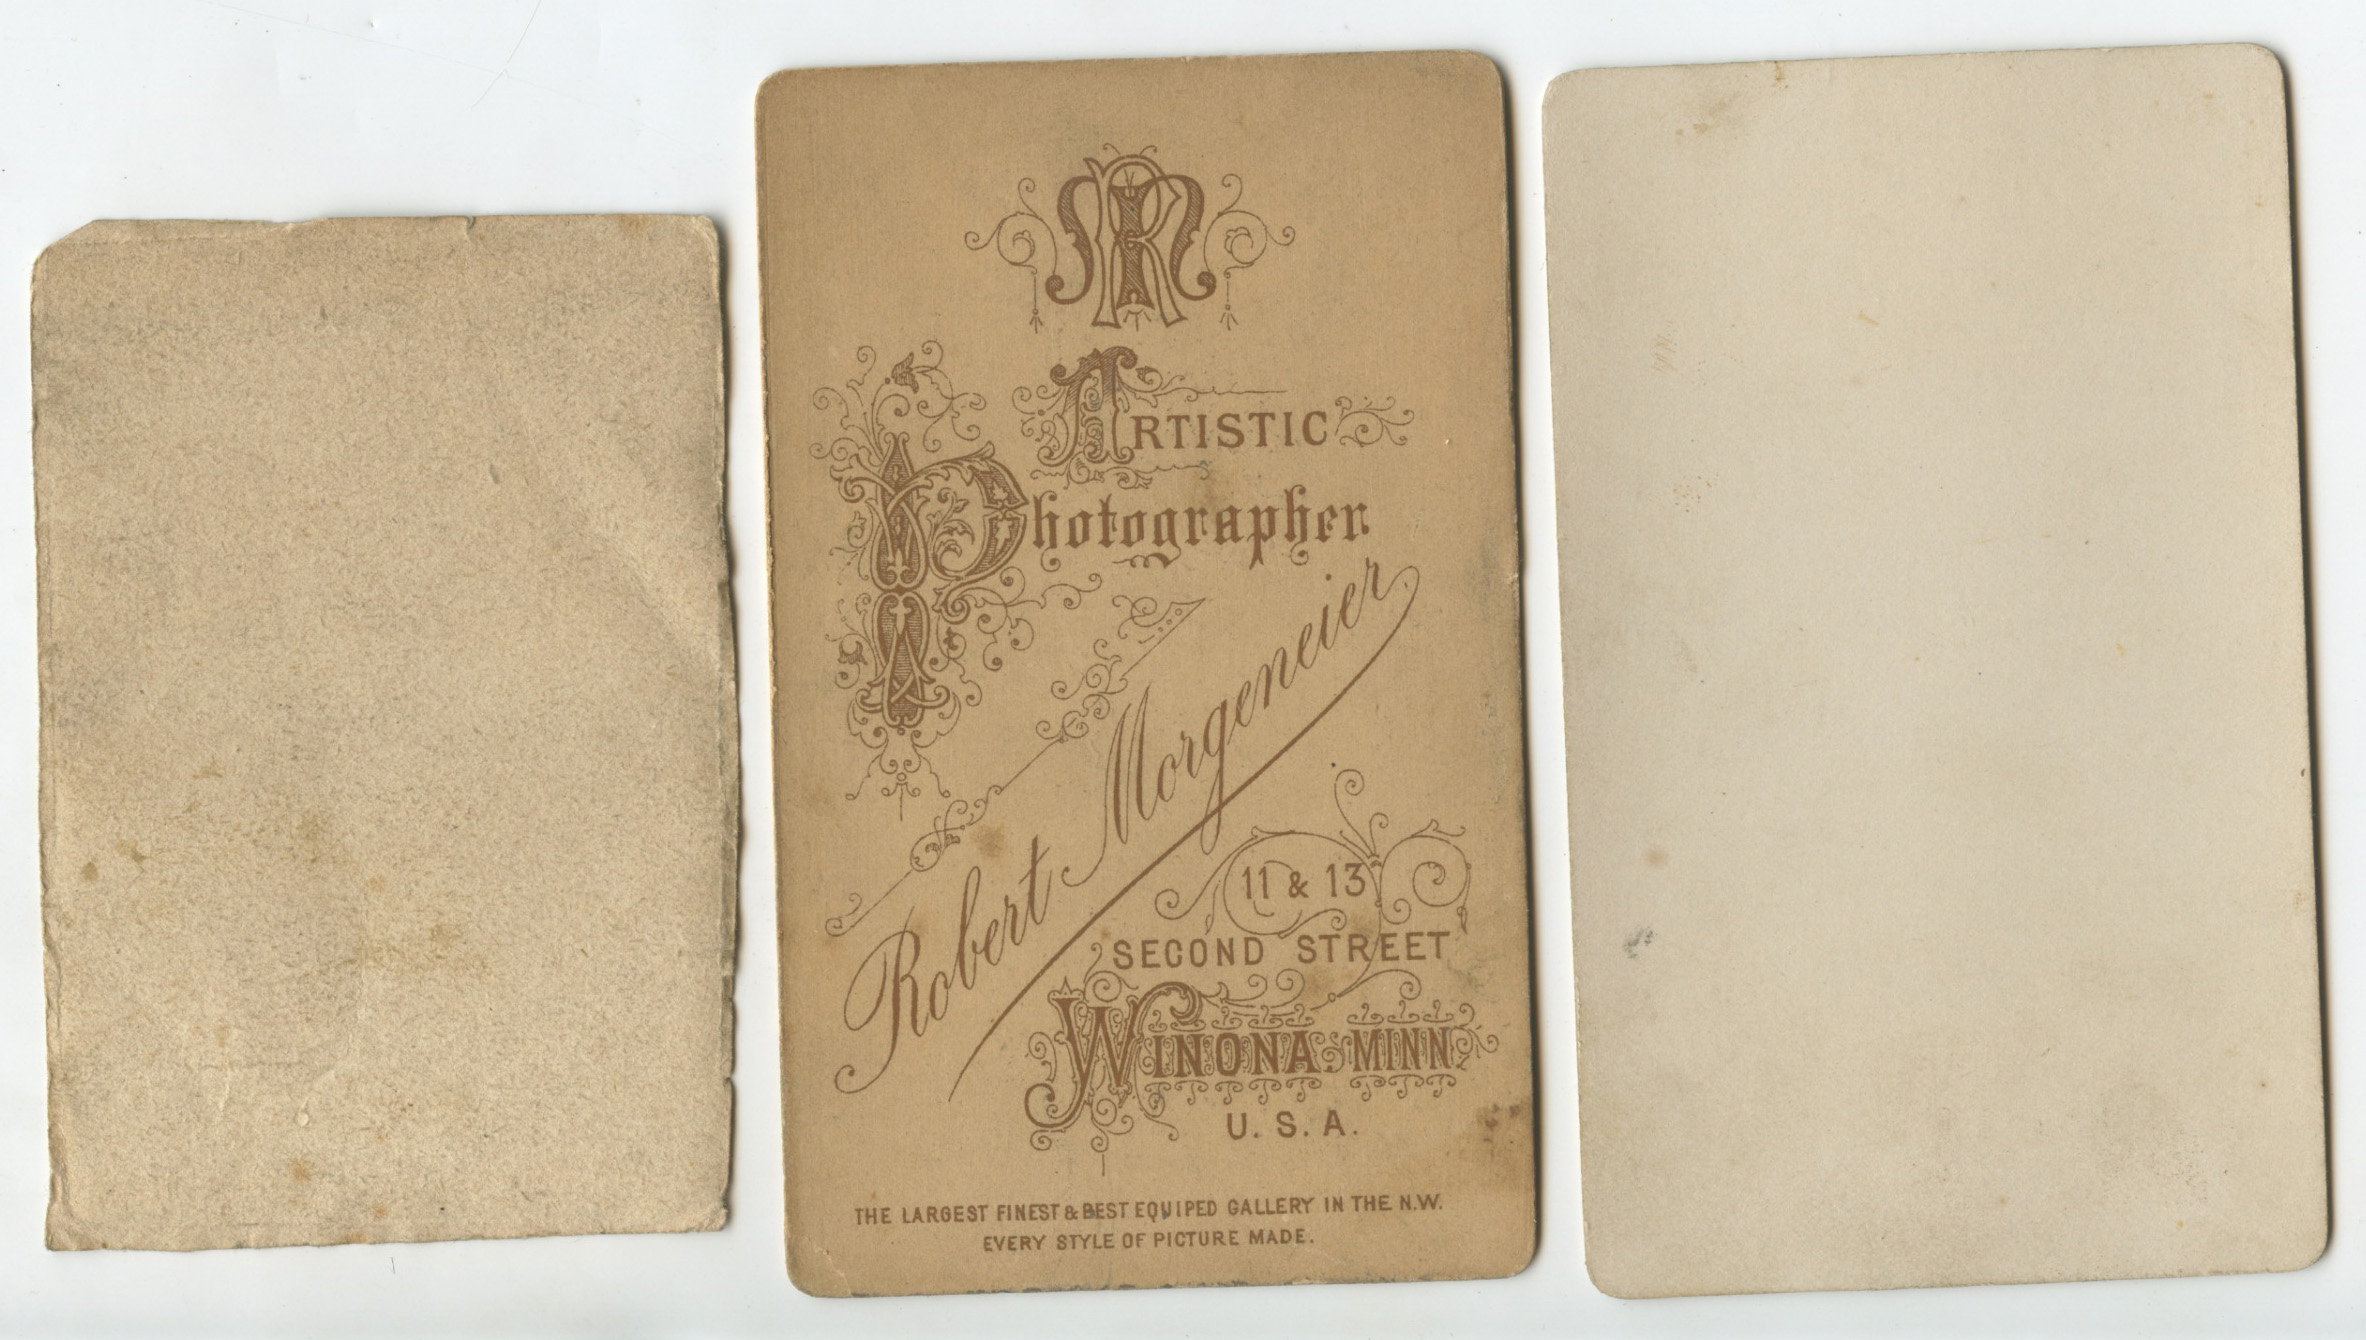 MR
ARTISTIC
Photographer
Robert Morgeneier
11 & 13
SECOND STREET
WINONA MINN
U. S. A.
THE LARGEST FINEST & BEST EQUIPED GALLERY IN THE N.W.
EVERY STYLE OF PICTURE MADE.